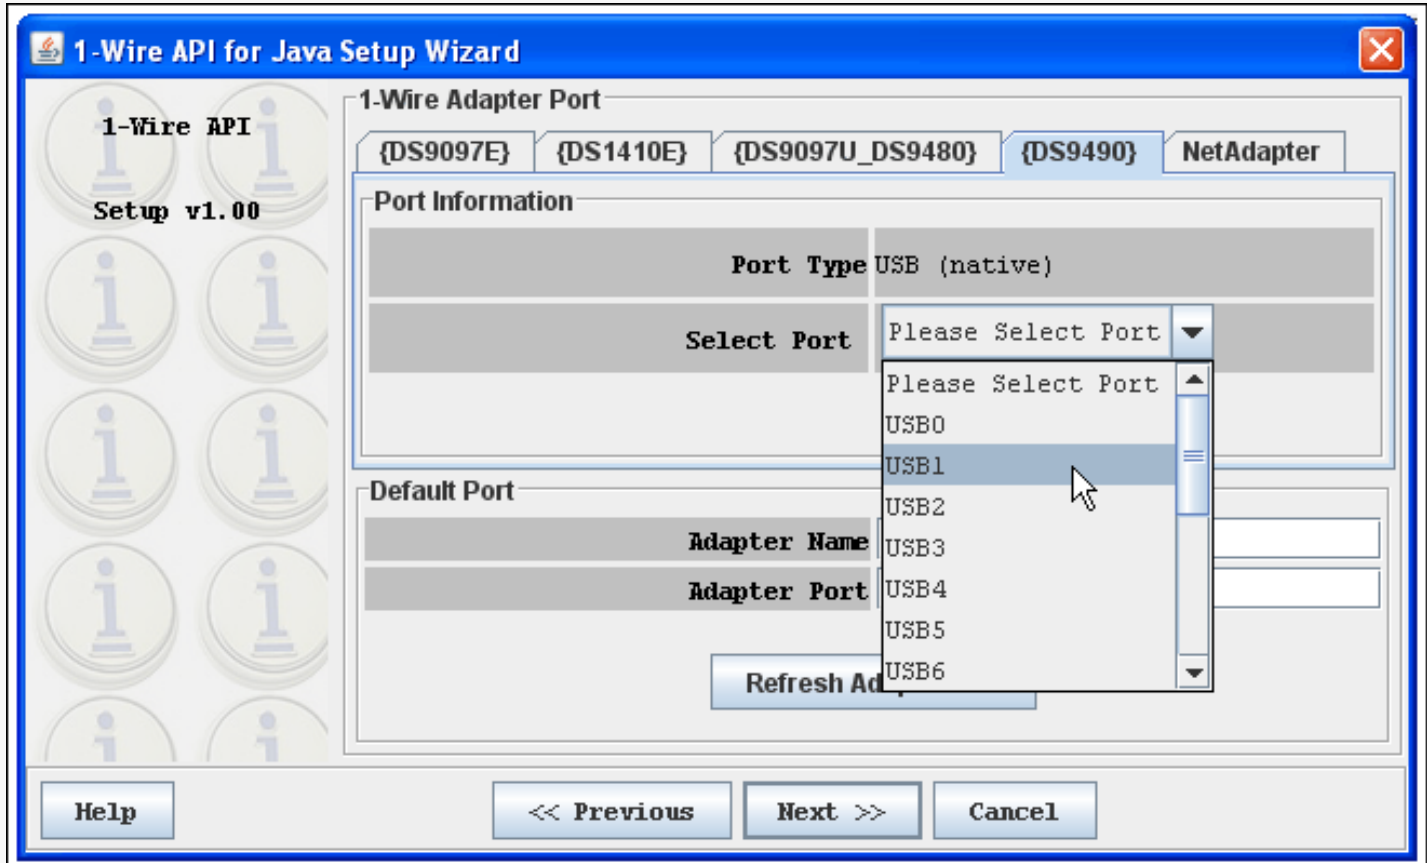 1-Wire API for Java Setup Wizard
1-Wire API
Setup v1.00
1-Wire Adapter Port
{DS9097E}
{DS1410E}
{DS9097U_DS9480}
{DS9490}
NetAdapter
Port Information
Port Type
USB (native)
Select Port
Please Select Port
Please Select Port
USB0
USB1
USB2
USB3
USB4
USB5
USB6
Default Port
Adapter Name
Adapter Port
Refresh
Help
<< Previous
Next >>
Cancel